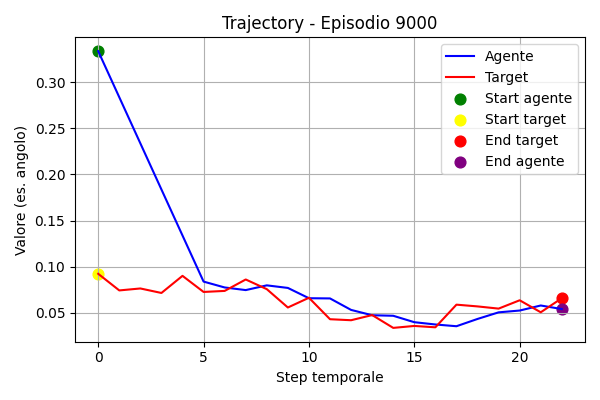 Trajectory - Episodio 9000
Valore (es. angolo)
0.30
0.25
0.20
0.15
0.10
0.05
0
5
10
15
20
Step temporale
Agente
Target
Start agente
Start target
End target
End agente